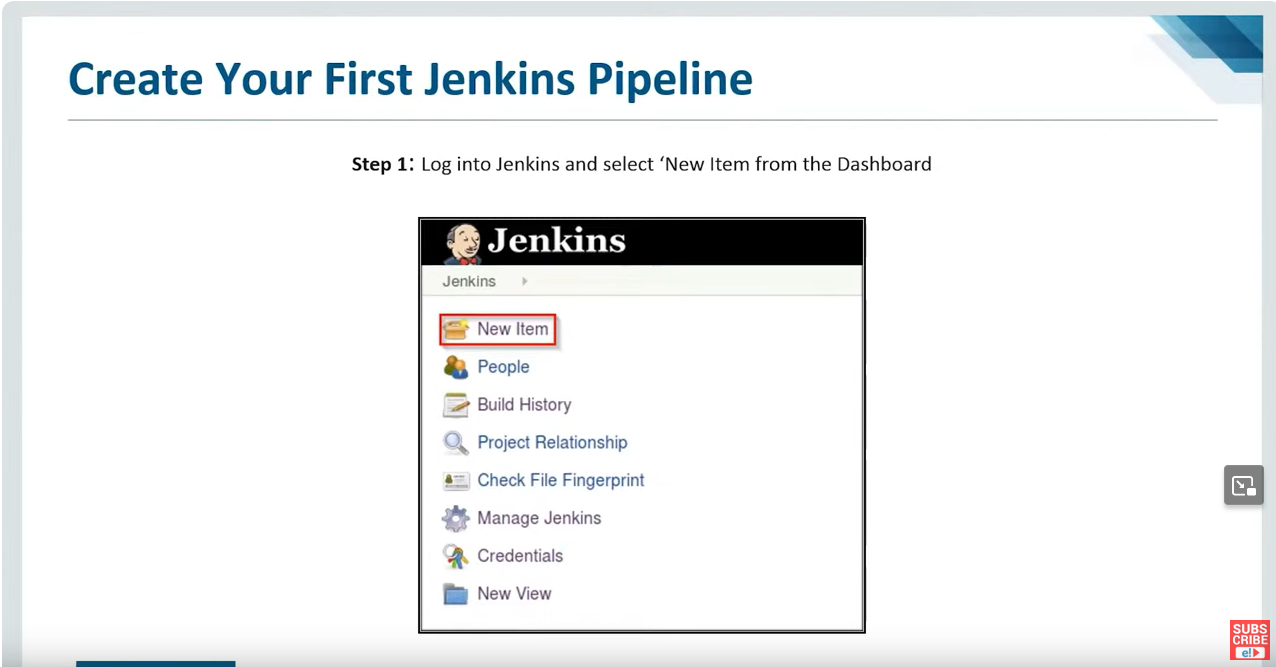 Create Your First Jenkins Pipeline
Step 1: Log into Jenkins and select ‘New Item from the Dashboard
Jenkins
Jenkins
New Item
People
Build History
Project Relationship
Check File Fingerprint
Manage Jenkins
Credentials
New View
SUBS
CRIBE
e!